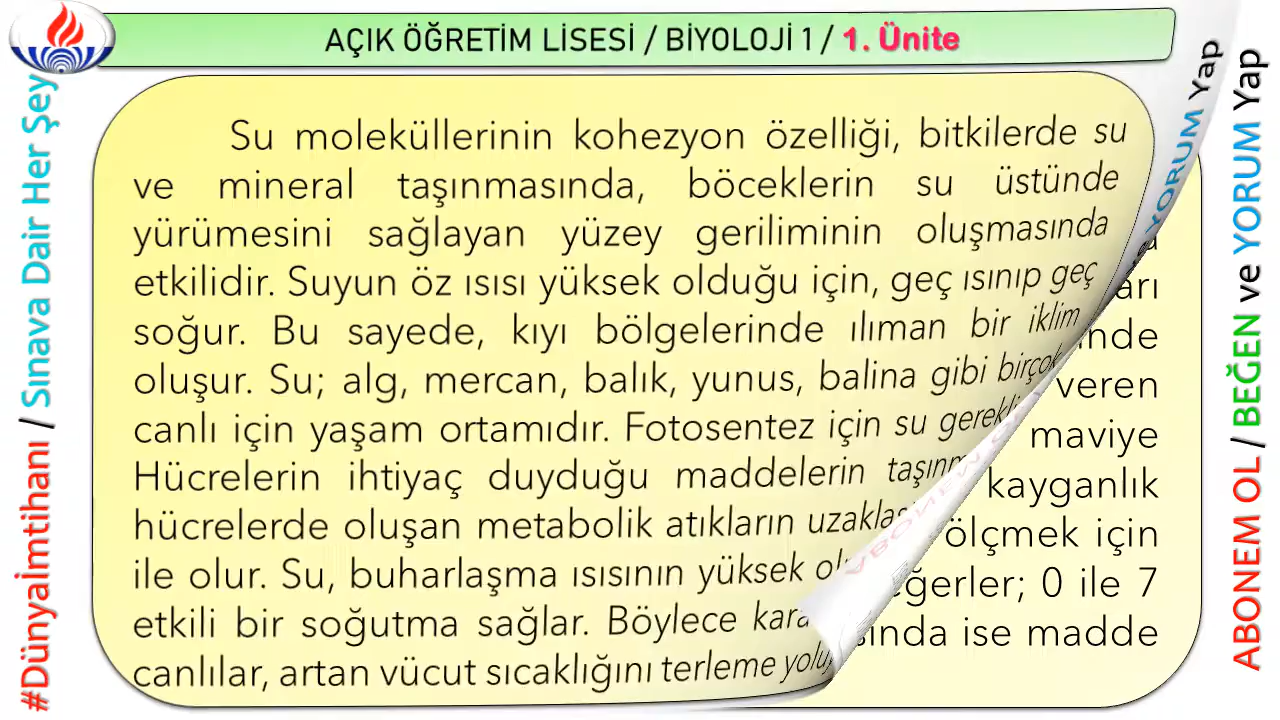 AÇIK ÖĞRETİM LİSESİ / BİYOLOJİ 1 / 1. Ünite
Su moleküllerinin kohezyon özelliği, bitkilerde su
ve mineral taşınmasında, böceklerin su üstünde
yürümesini sağlayan yüzey geriliminin oluşmasında
etkilidir. Suyun öz ısısı yüksek olduğu için, geç ısınıp geç
soğur. Bu sayede, kıyı bölgelerinde ılıman bir iklim
oluşur. Su; alg, mercan, balık, yunus, balina gibi birçok
canlı için yaşam ortamıdır. Fotosentez için su
Hücrelerin ihtiyaç duyduğu maddelerin
hücrelerde oluşan metabolik atıkların
ile olur. Su, buharlaşma ısısının yüksek
etkili bir soğutma sağlar. Böylece
canlılar, artan vücut sıcaklığını terleme
veren
maviye
kayganlık
ölçmek için
0 ile 7
ise madde
#Dünyaimtihanı / Sınava Dair Her Şey
ABONEM OL / BEĞEN ve YORUM Yap
YORUM Yap